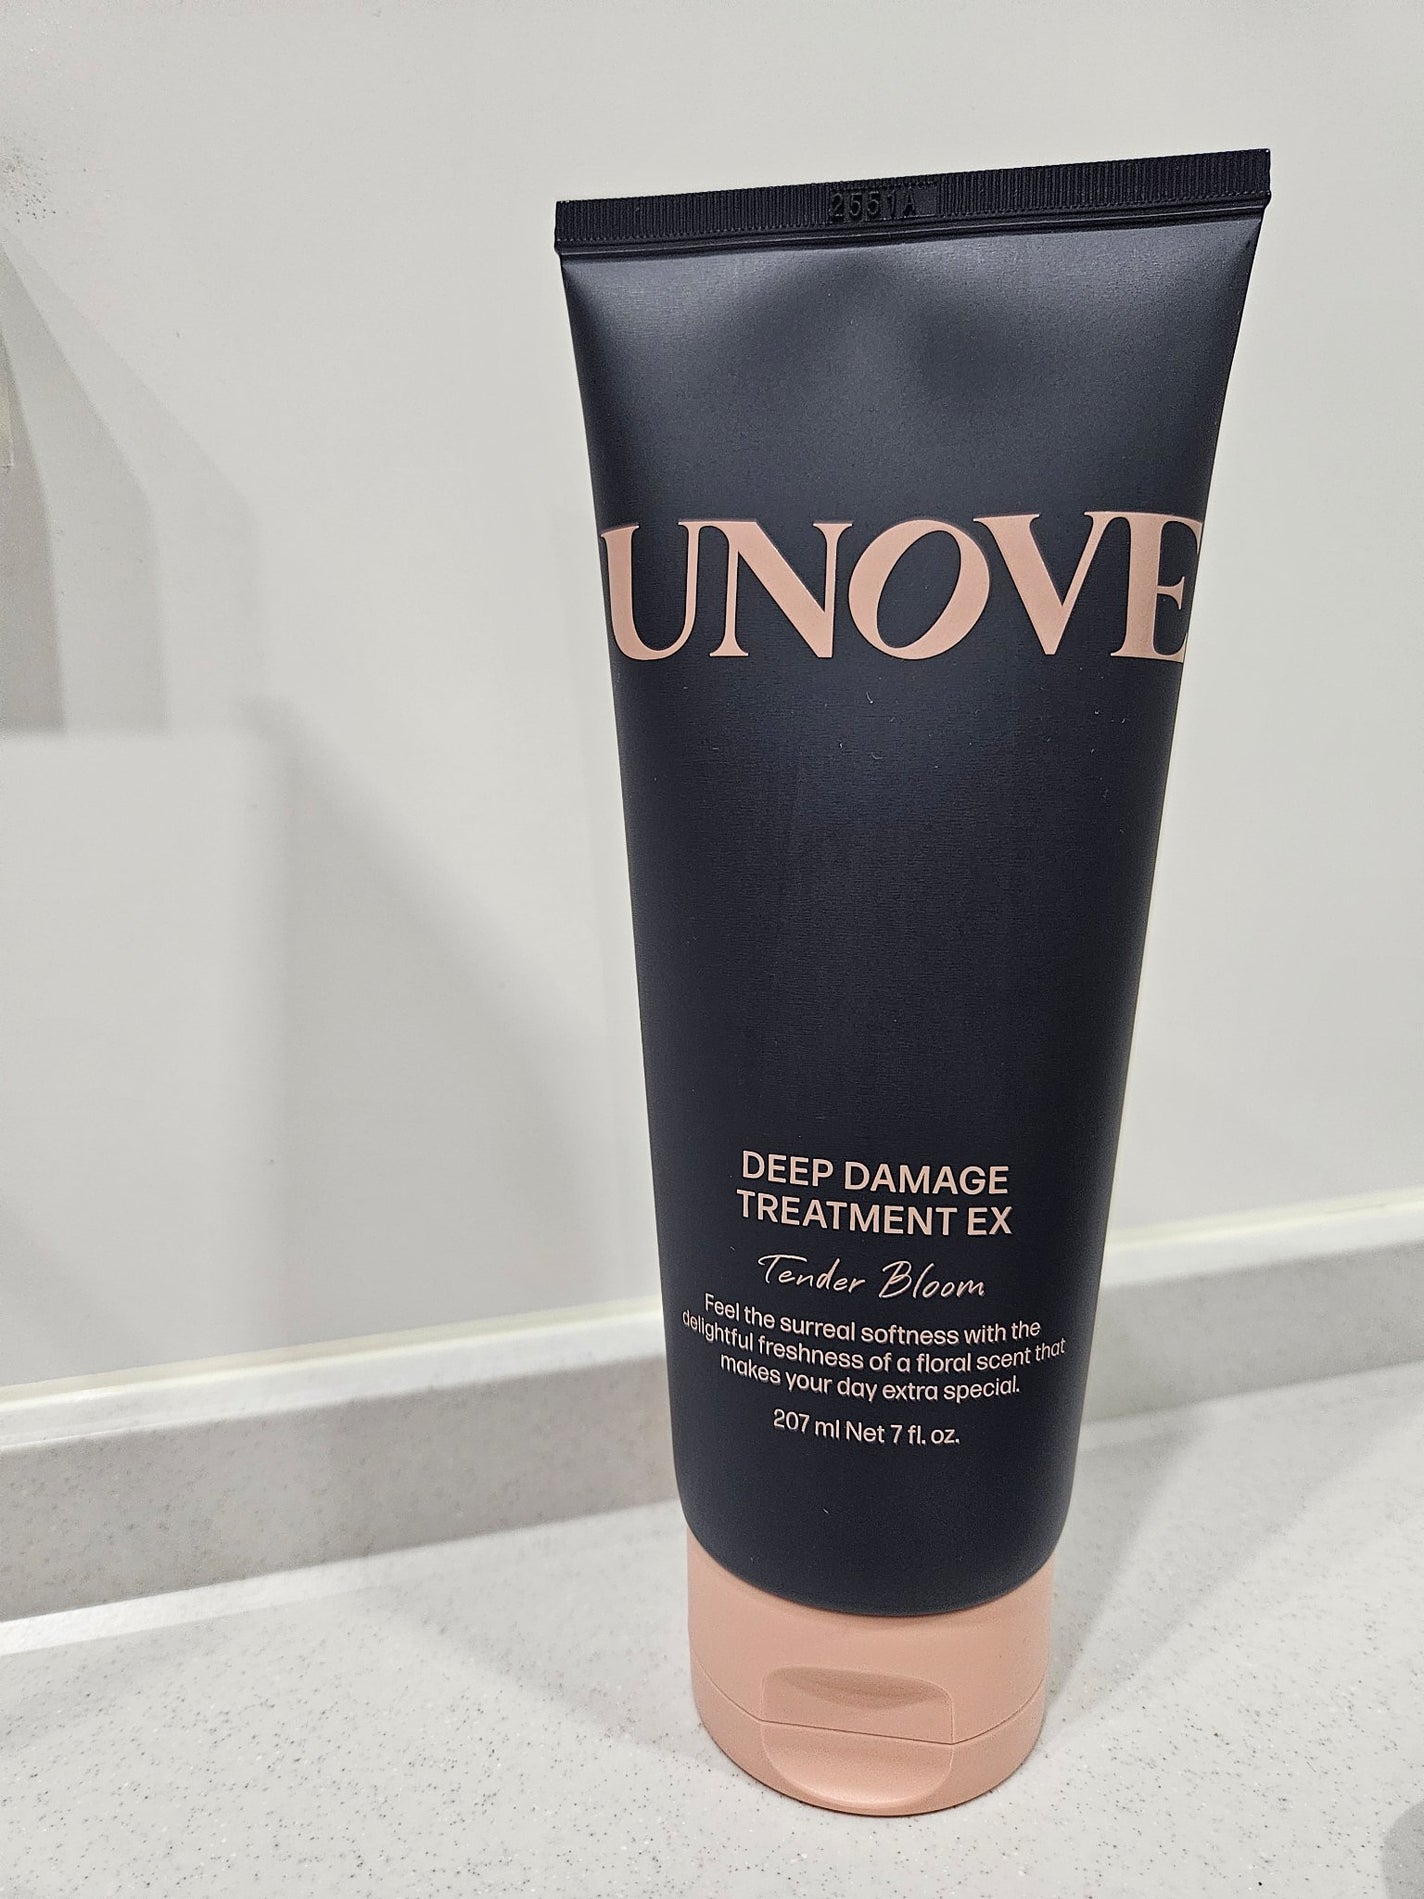 2551A
UNOVE
DEEP DAMAGE
TREATMENT EX
Tender Bloom
Feel the surreal softness with the
delightful freshness of a floral scent that
makes your day extra special.
207 ml Net 7 fl. oz.